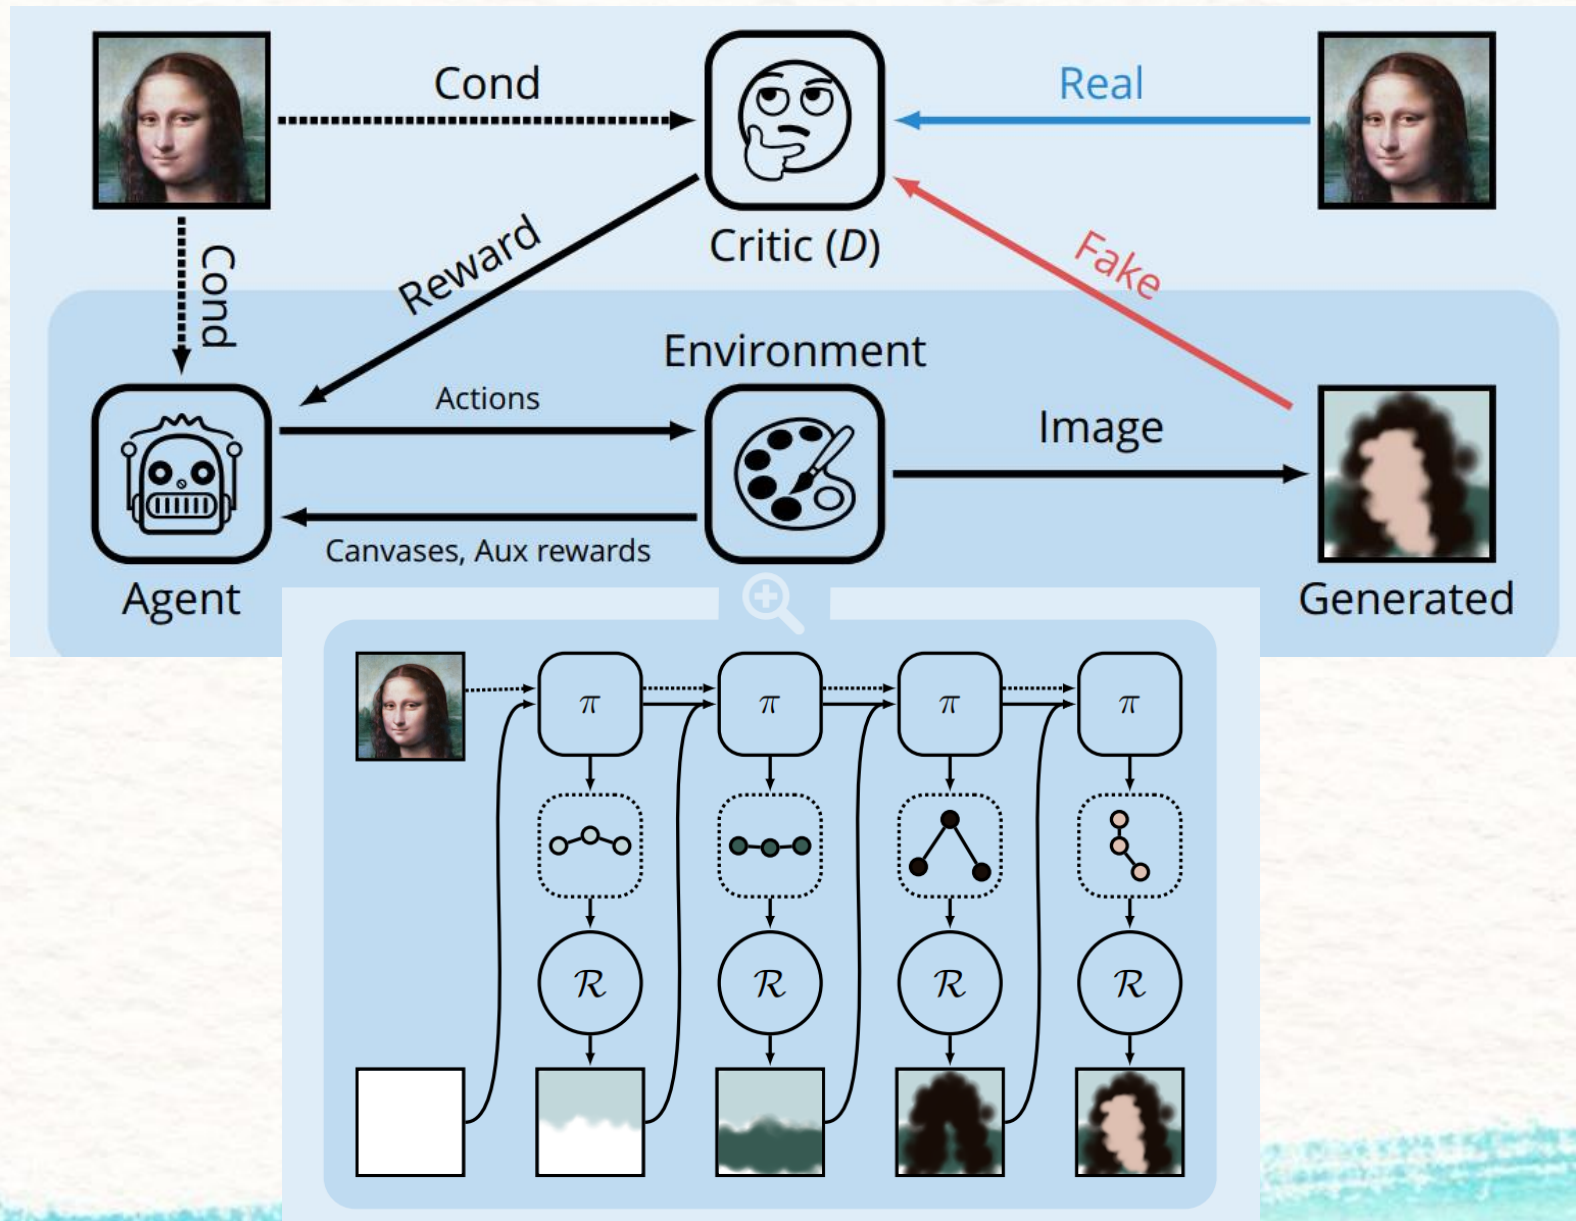 Cond
Real
Critic (D)
Reward
Fake
Cond
Environment
Actions
Image
Canvases, Aux rewards
Agent
Generated
π π π π
R R R R